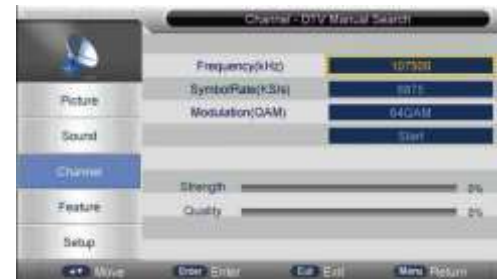 Channel - DTV Manual Search
Frequency(kHz) 107500
SymbolRate(KS/s) 6875
Modulation(QAM) 64QAM
Start
Picture
Sound
Channel
Feature
Setup
Strength 0%
Quality 0%
Move Enter Enter Exit Exit Menu Return